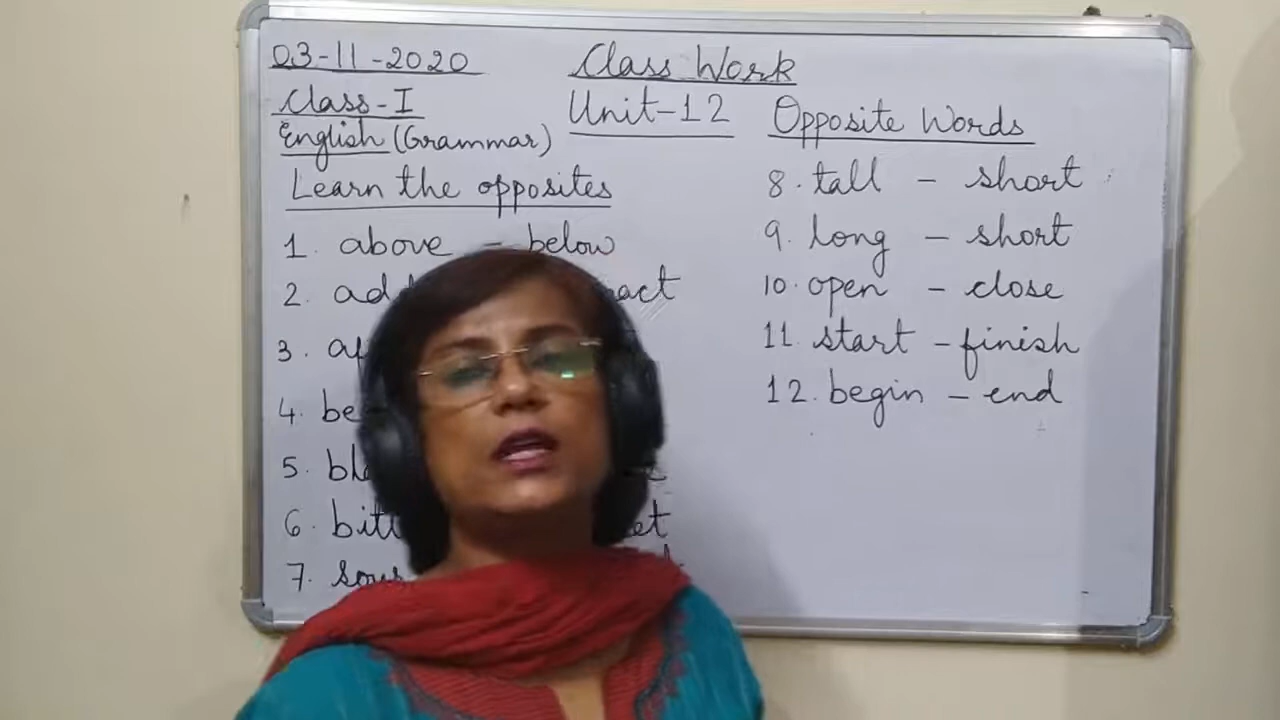 03-11-2020
Class Work
Class-I
Unit-12
English (Grammar)
Opposite Words
Learn the opposites
1. above - below
2.
3.
4.
5.
6.
7.
8. tall - short
9. long - short
10. open - close
11. start - finish
12. begin - end